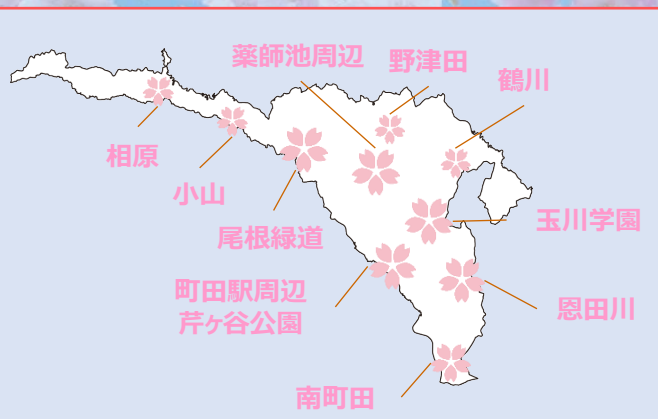 薬師池周辺
野津田
鶴川
相原
小山
尾根緑道
玉川学園
町田駅周辺
芹ヶ谷公園
恩田川
南町田